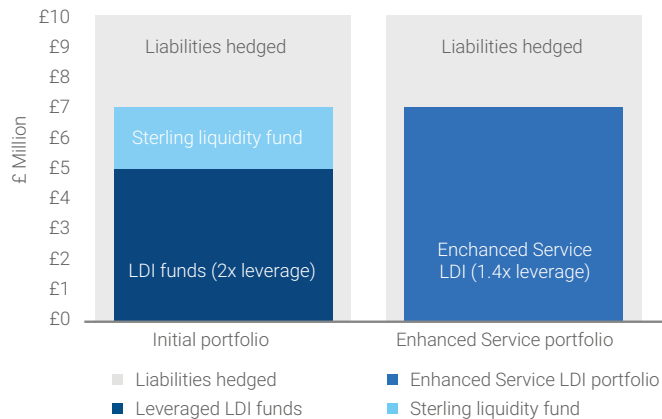 £10
£9
£8
£7
£6
£5
£4
£3
£2
£1
£0
£ Million
Liabilities hedged
Sterling liquidity fund
LDI funds (2x leverage)
Liabilities hedged
Enchanced Service
LDI (1.4x leverage)
Initial portfolio
Enhanced Service portfolio
Liabilities hedged
Enhanced Service LDI portfolio
Leveraged LDI funds
Sterling liquidity fund